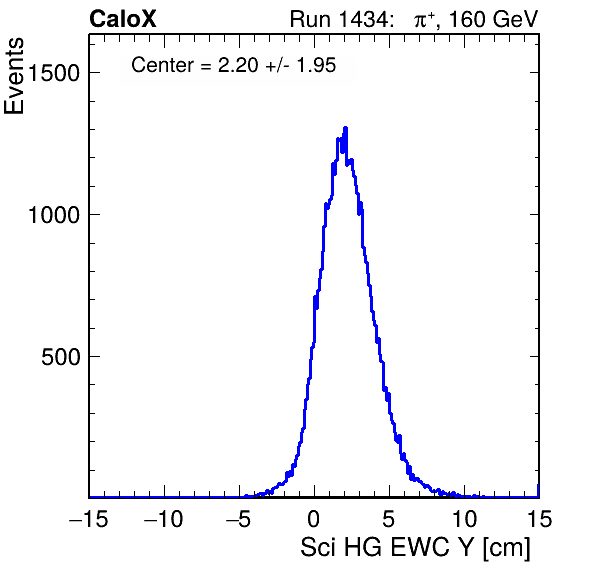 CaloX Run 1434: π⁺, 160 GeV
Events
Center = 2.20 +/- 1.95
1500
1000
500
−15 −10 −5 0 5 10 15
Sci HG EWC Y [cm]